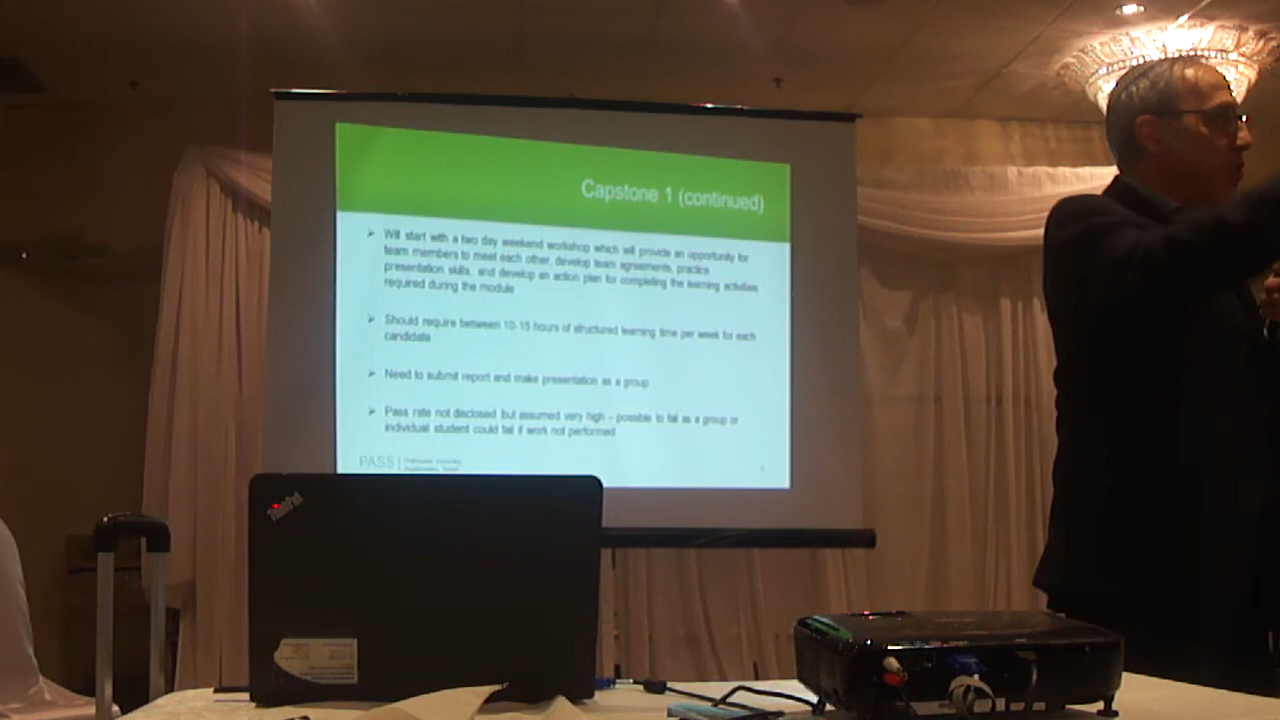 Capstone 1 (continued)
➢ Will start with a two day weekend workshop which will provide an opportunity for
team members to meet each other, develop team agreements, practice
presentation skills, and develop an action plan for completing the learning activities
required during the module
➢ Should require between 10-15 hours of structured learning time per week for each
candidate
➢ Need to submit report and make presentation as a group
➢ Pass rate not disclosed but assumed very high – possible to fail as a group or
individual student could fail if work not performed
PASS
ThinkPad